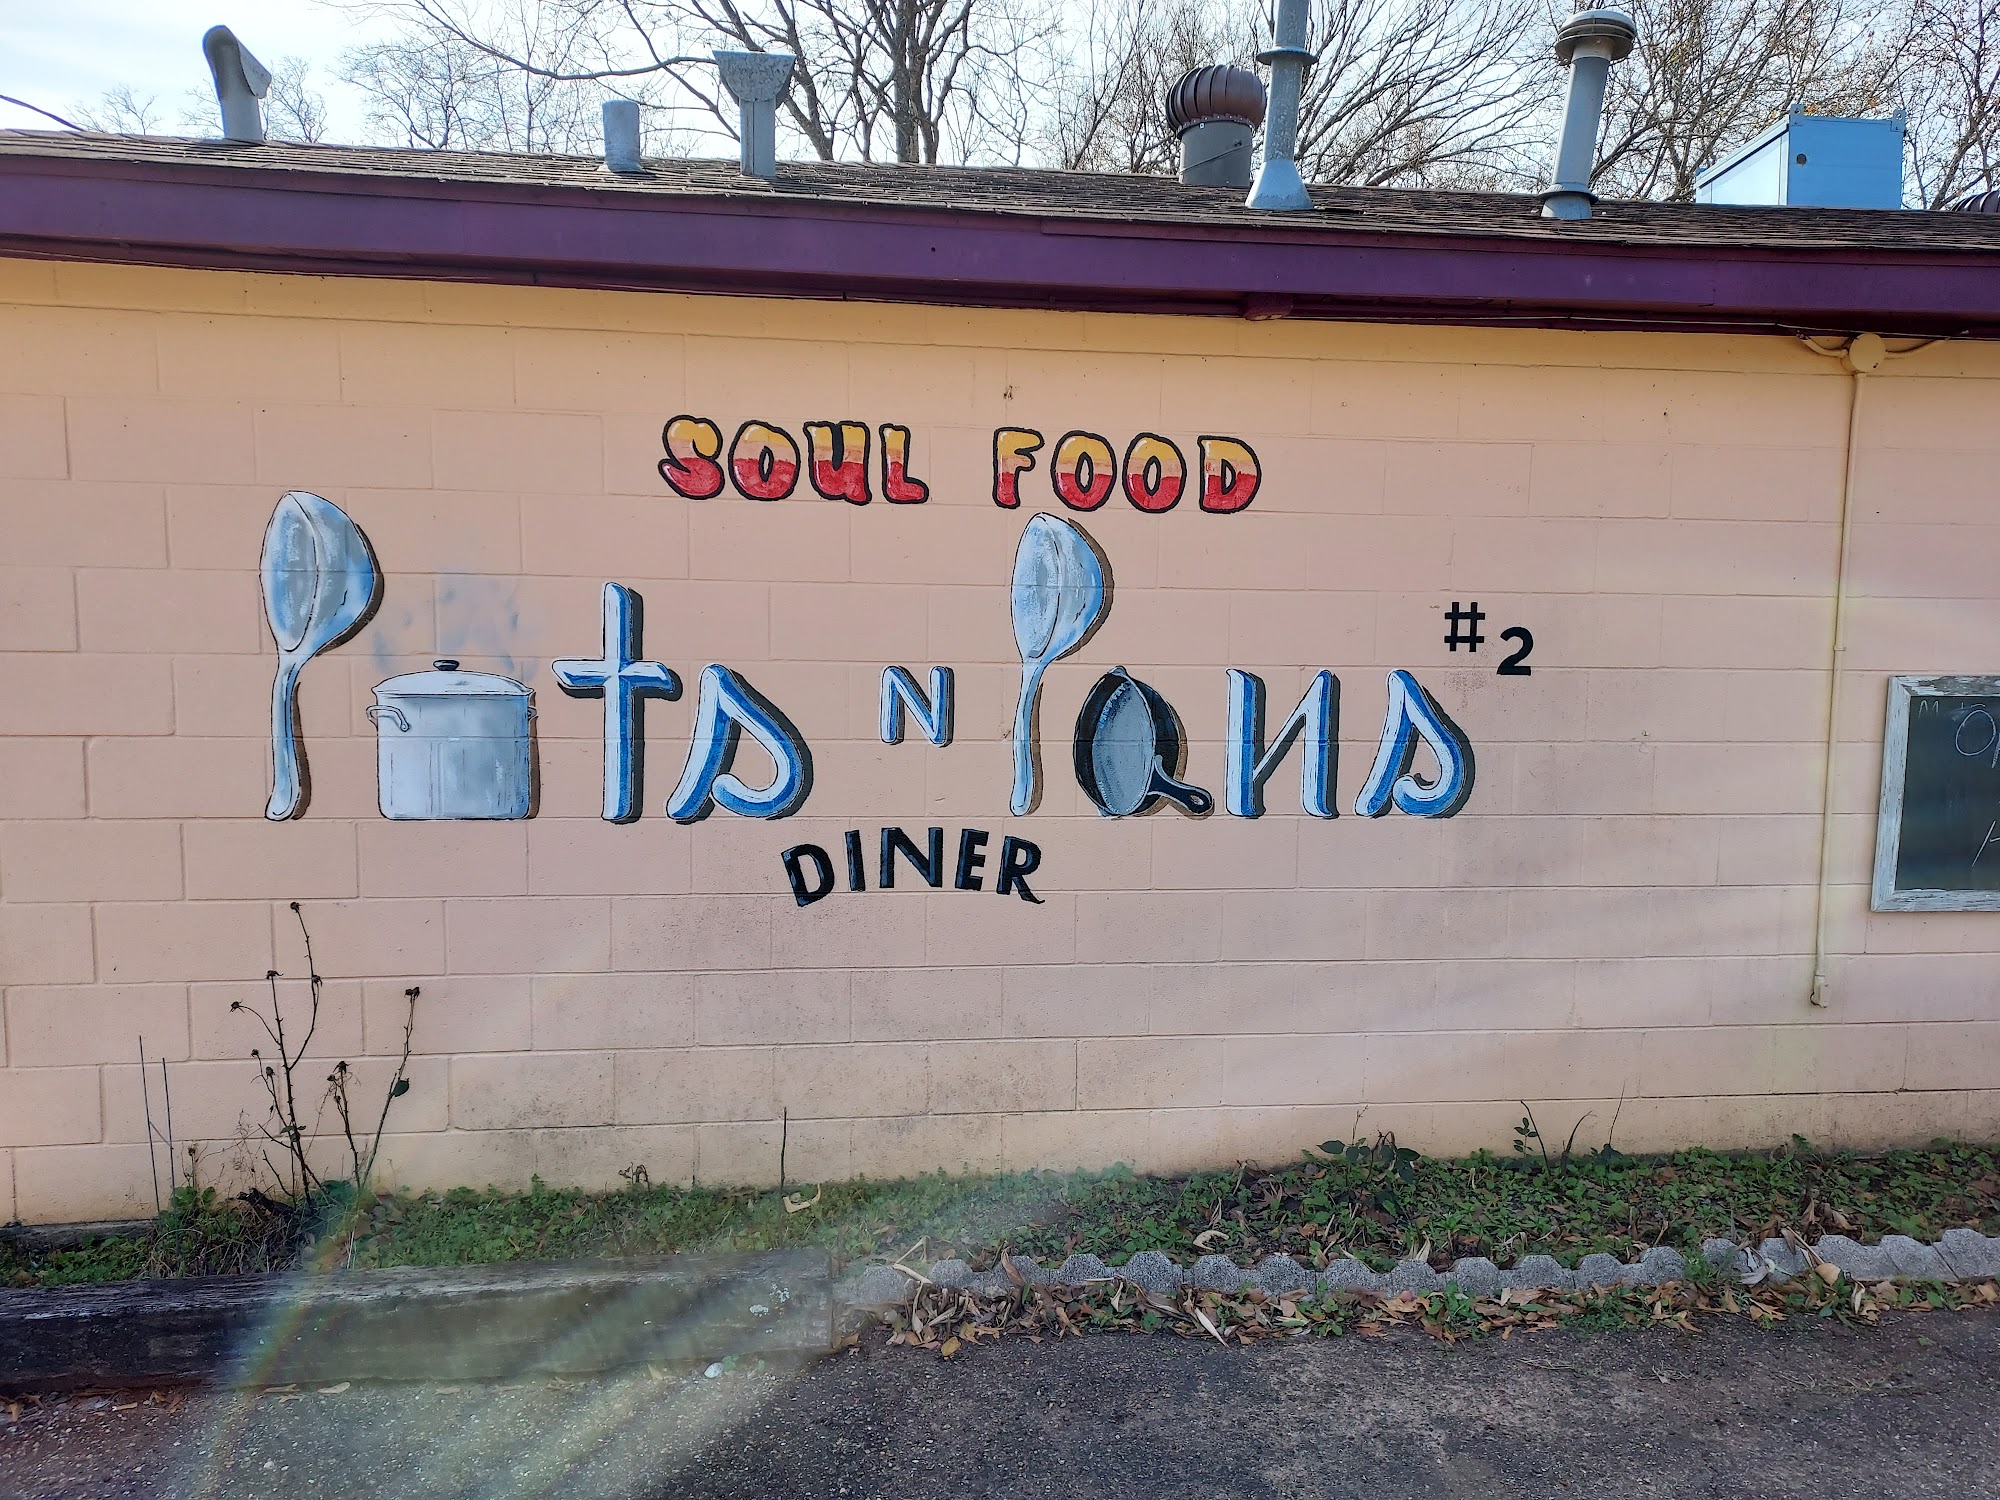 SOUL FOOD
Pots N Pans #2
DINER